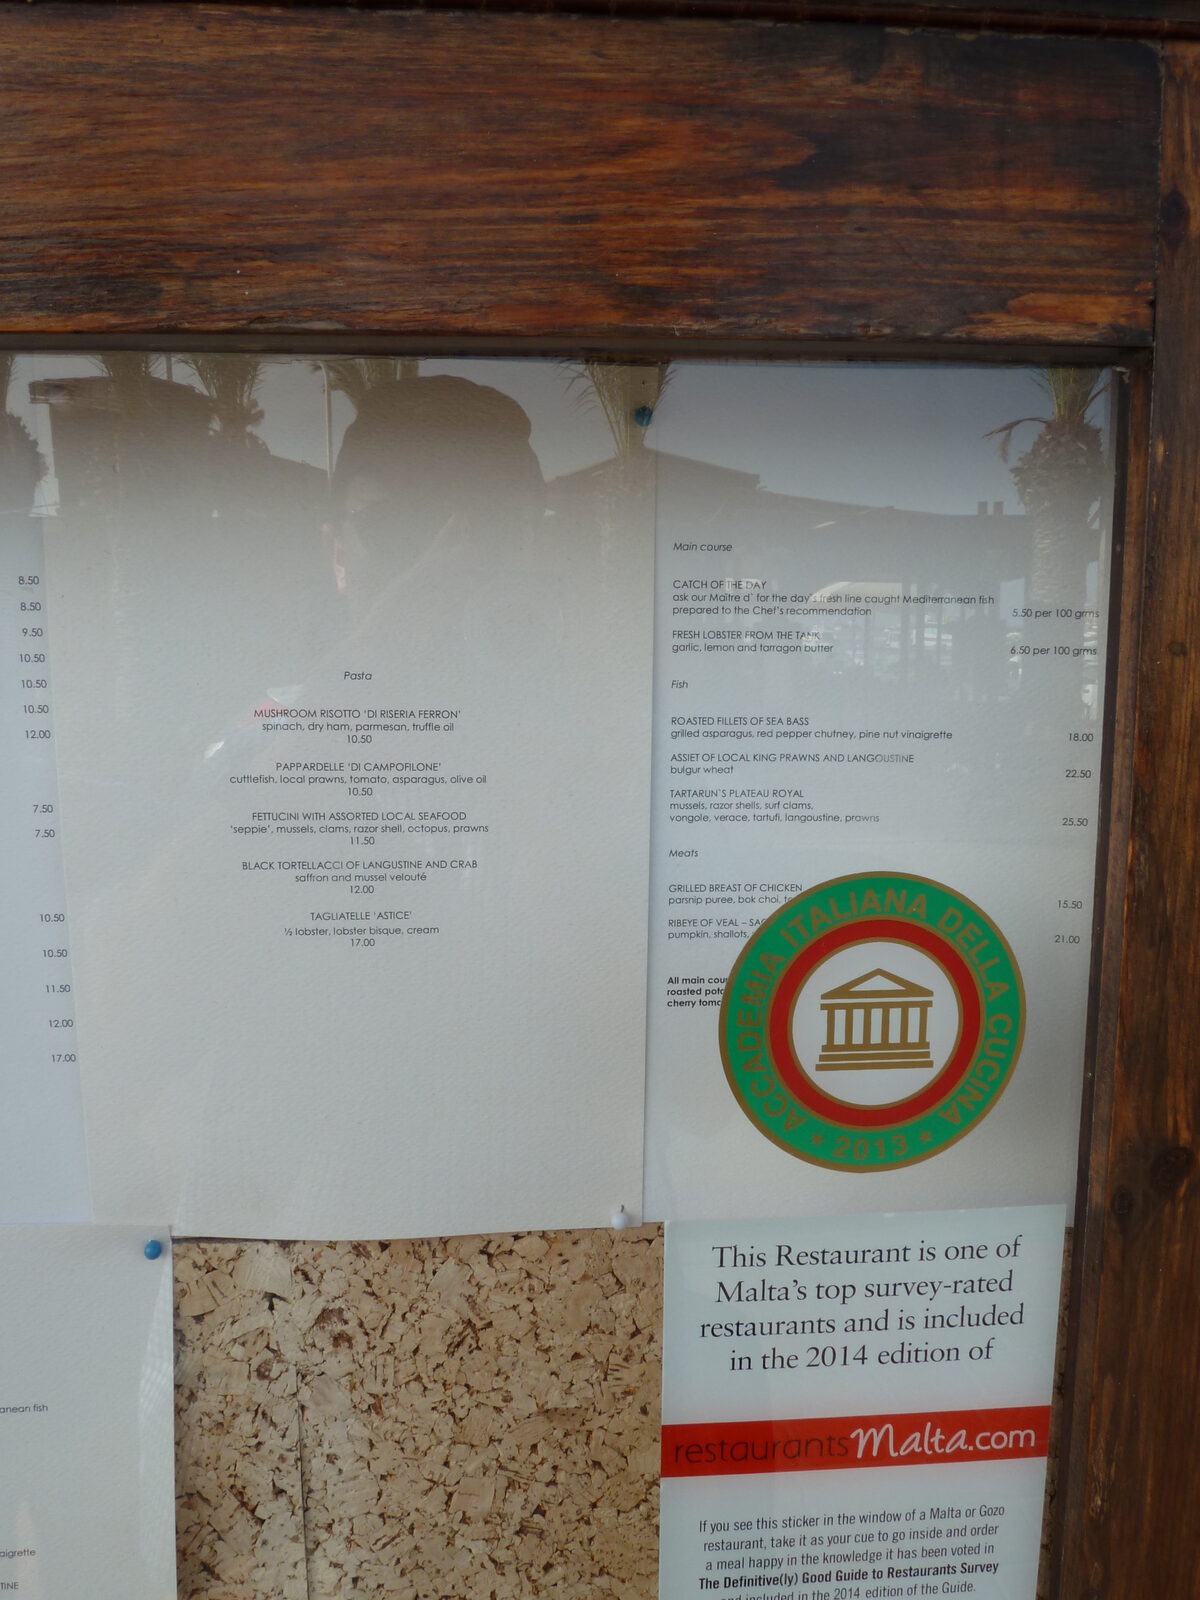 8.50
8.50
9.50
10.50
10.50
10.50
12.00
7.50
7.50
10.50
10.50
11.50
12.00
17.00
Pasta
MUSHROOM RISOTTO 'DI RISERIA FERRON'
spinach, dry ham, parmesan, truffle oil
10.50
PAPPARDELLE 'DI CAMPOFILONE'
cuttlefish, local prawns, tomato, asparagus, olive oil
10.50
FETTUCINI WITH ASSORTED LOCAL SEAFOOD
'seppie', mussels, clams, razor shell, octopus, prawns
11.50
BLACK TORTELLACCI OF LANGUSTINE AND CRAB
saffron and mussel velouté
12.00
TAGLIATELLE 'ASTICE'
½ lobster, lobster bisque, cream
17.00
Main course
CATCH OF THE DAY
ask our Maître d` for the day's fresh line caught Mediterranean fish
prepared to the Chef's recommendation 5.50 per 100 grms
FRESH LOBSTER FROM THE TANK
garlic, lemon and tarragon butter 6.50 per 100 grms
Fish
ROASTED FILLETS OF SEA BASS
grilled asparagus, red pepper chutney, pine nut vinaigrette 18.00
ASSIET OF LOCAL KING PRAWNS AND LANGOUSTINE
bulgur wheat 22.50
TARTARUN`S PLATEAU ROYAL
mussels, razor shells, surf clams,
vongole, verace, tartufi, langoustine, prawns 25.50
Meats
GRILLED BREAST OF CHICKEN
parsnip puree, bok choi, 15.50
RIBEYE OF VEAL –
pumpkin, shallots, 21.00
All main
roasted
cherry
ACCADEMIA ITALIANA DELLA CUCINA
* 2013 *
This Restaurant is one of
Malta's top survey-rated
restaurants and is included
in the 2014 edition of
restaurantsMalta.com
If you see this sticker in the window of a Malta or Gozo
restaurant, take it as your cue to go inside and order
a meal happy in the knowledge it has been voted in
The Definitive(ly) Good Guide to Restaurants Survey
and included in the 2014 edition of the Guide.
anean fish
aigrette
TINE